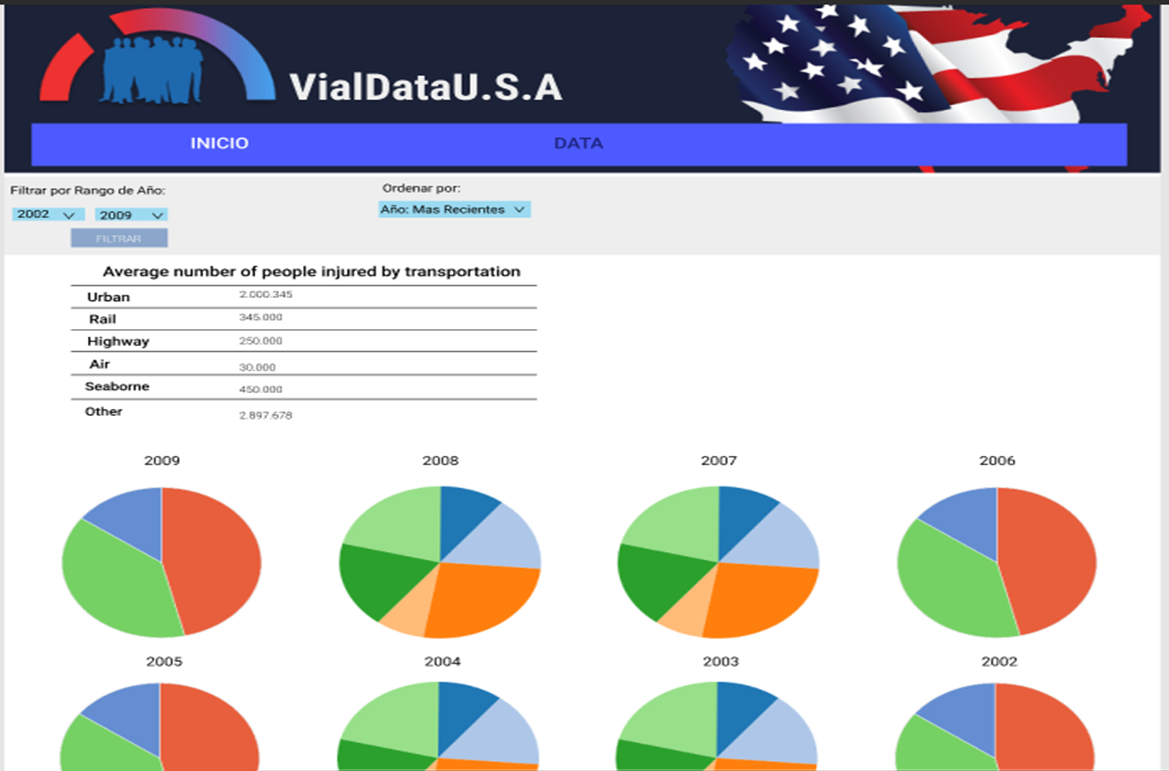 VialDataU.S.A
INICIO DATA
Filtrar por Rango de Año:
2002 2009
FILTRAR
Ordenar por:
Año: Mas Recientes
Average number of people injured by transportation
Urban 2.000.345
Rail 345.000
Highway 250.000
Air 30.000
Seaborne 450.000
Other 2.897.678
2009 2008 2007 2006
2005 2004 2003 2002